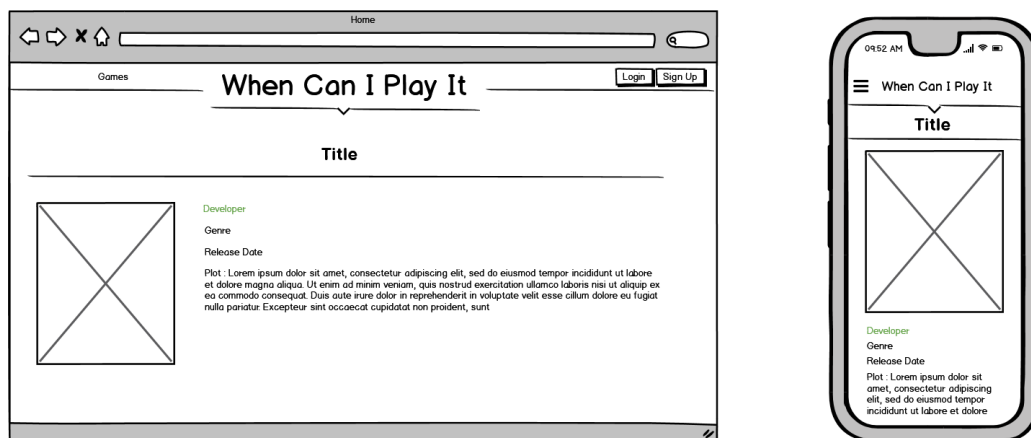 Home
Games
When Can I Play It
Login
Sign Up
Title
Developer
Genre
Release Date
Plot : Lorem ipsum dolor sit amet, consectetur adipiscing elit, sed do eiusmod tempor incididunt ut labore
et dolore magna aliqua. Ut enim ad minim veniam, quis nostrud exercitation ullamco laboris nisi ut aliquip ex
ea commodo consequat. Duis aute irure dolor in reprehenderit in voluptate velit esse cillum dolore eu fugiat
nulla pariatur. Excepteur sint occaecat cupidatat non proident, sunt
09:52 AM
When Can I Play It
Title
Developer
Genre
Release Date
Plot : Lorem ipsum dolor sit
amet, consectetur adipiscing
elit, sed do eiusmod tempor
incididunt ut labore et dolore